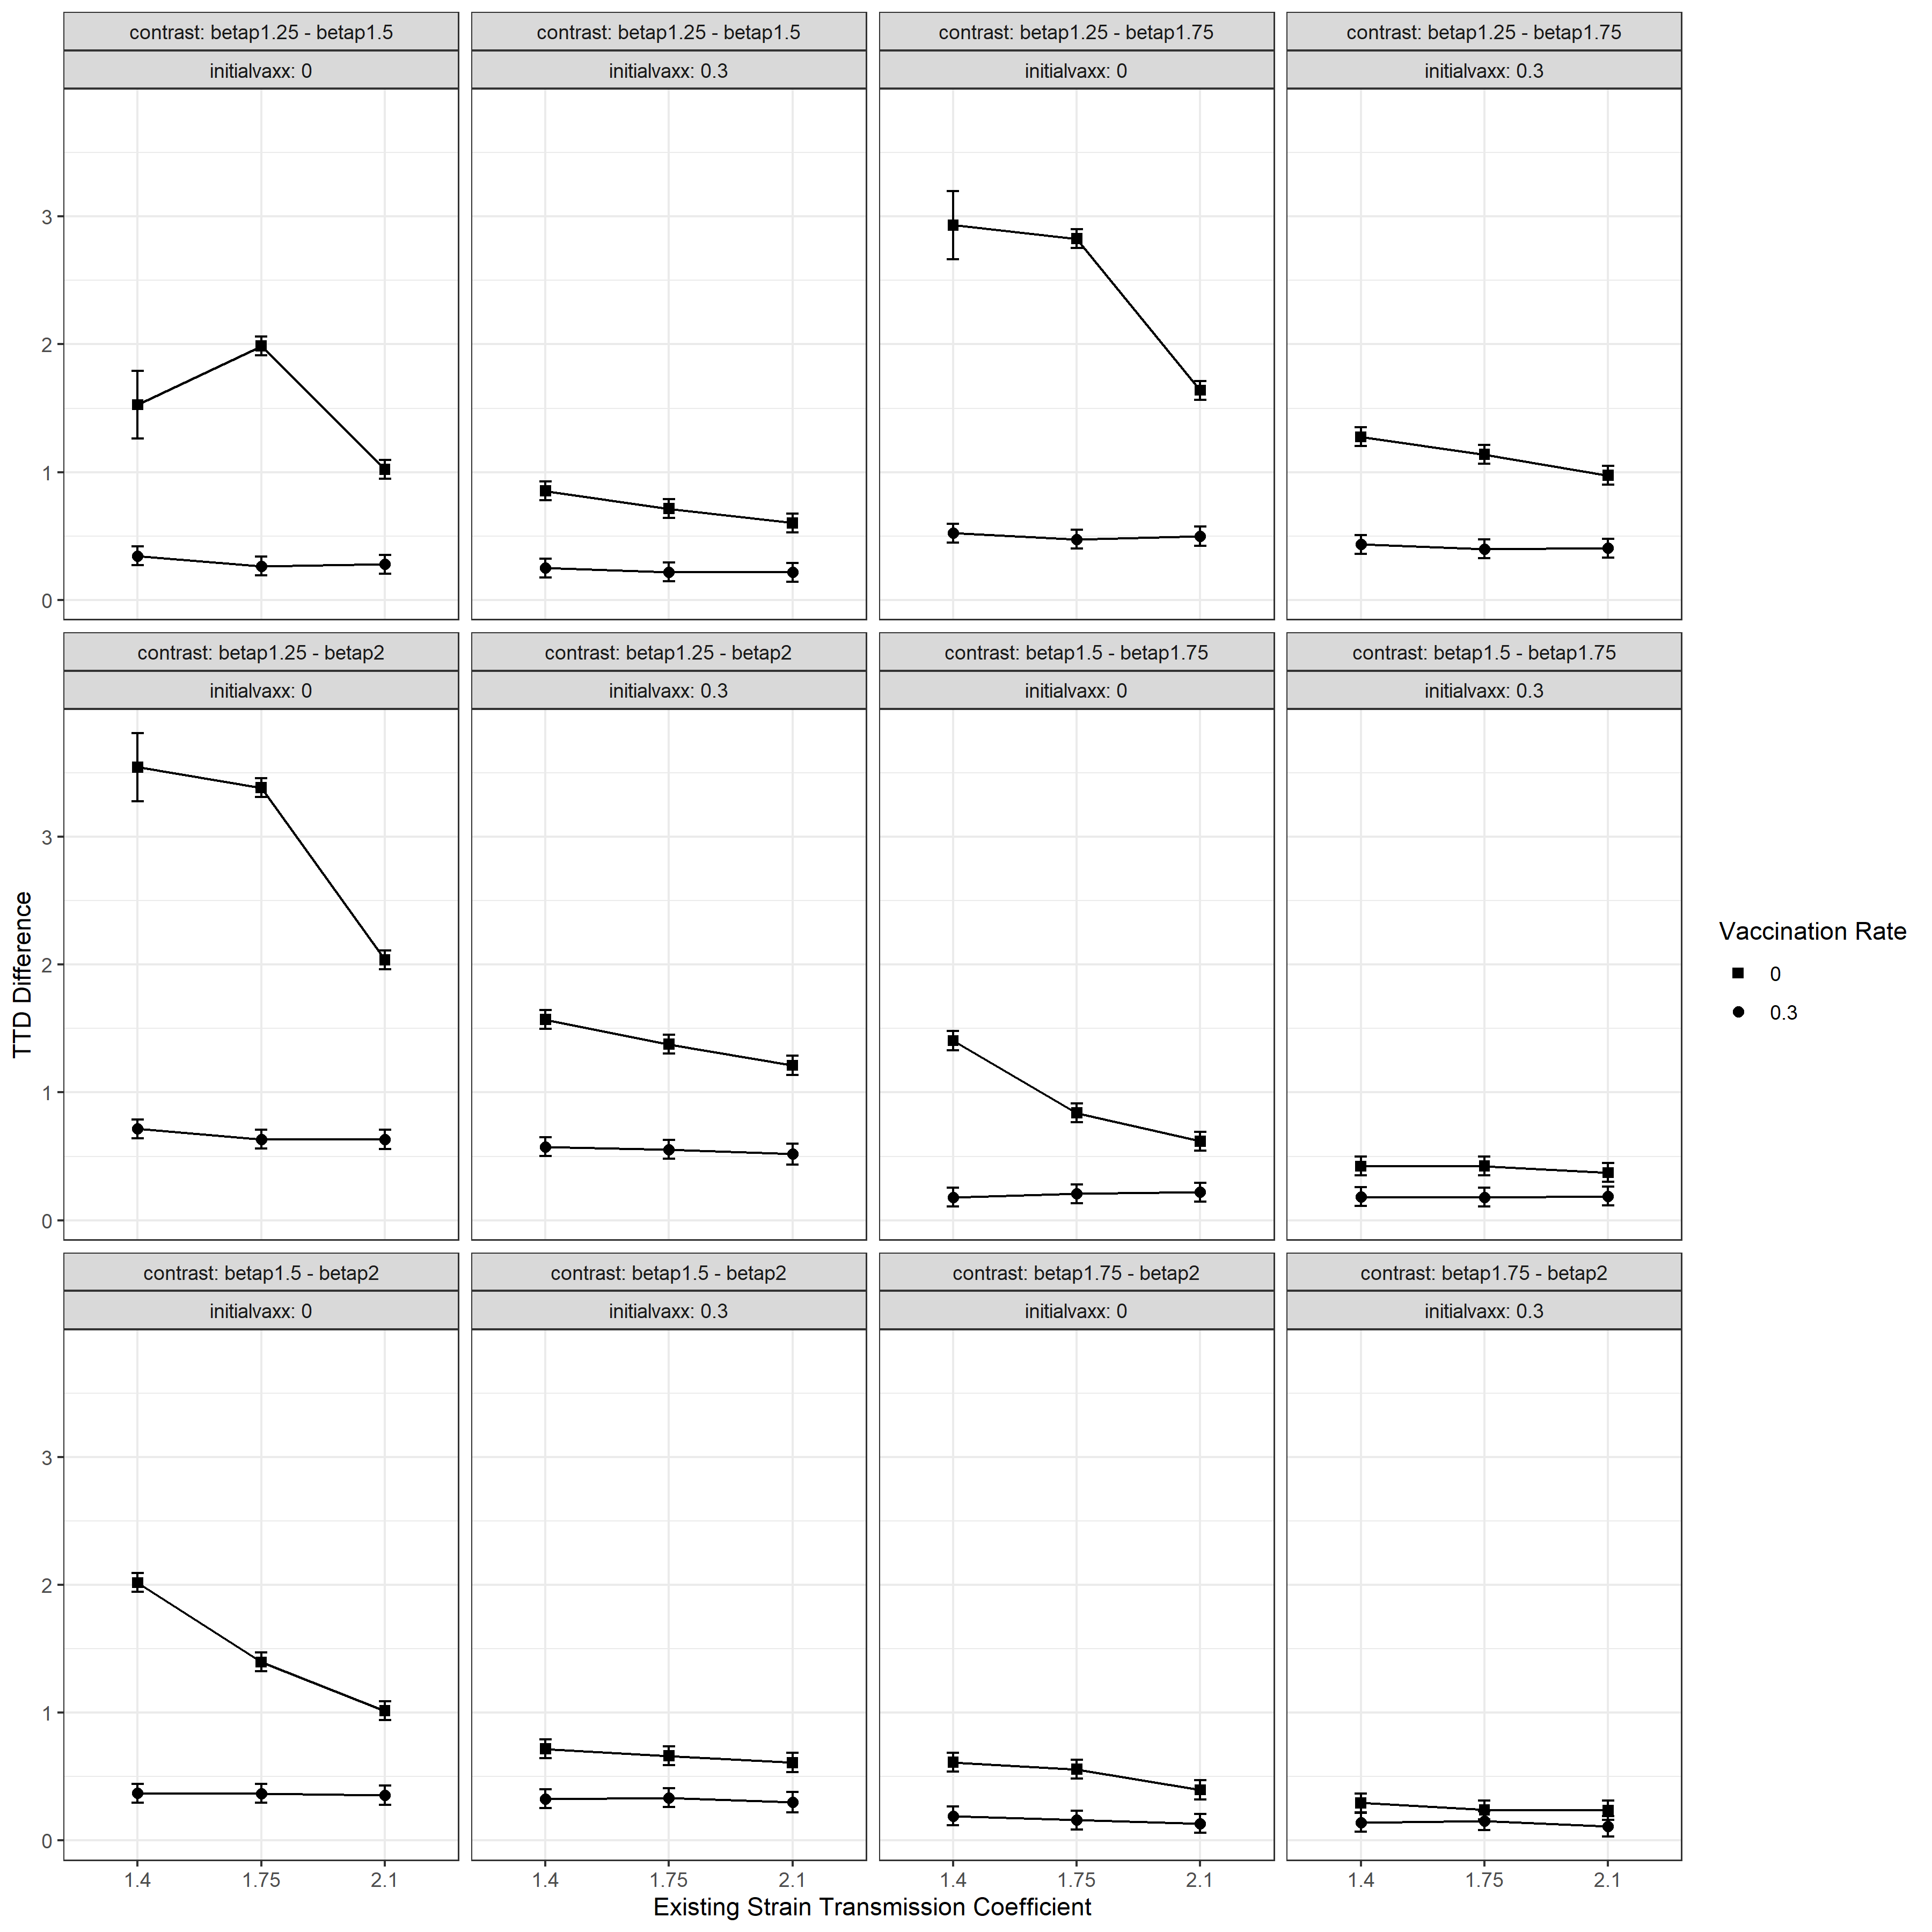 contrast: betap1.25 - betap1.5
contrast: betap1.25 - betap1.5
contrast: betap1.25 - betap1.75
contrast: betap1.25 - betap1.75
initialvaxx: 0
initialvaxx: 0.3
initialvaxx: 0
initialvaxx: 0.3
3
2
1
0
contrast: betap1.25 - betap2
contrast: betap1.25 - betap2
contrast: betap1.5 - betap1.75
contrast: betap1.5 - betap1.75
initialvaxx: 0
initialvaxx: 0.3
initialvaxx: 0
initialvaxx: 0.3
3
2
1
0
TTD Difference
contrast: betap1.5 - betap2
contrast: betap1.5 - betap2
contrast: betap1.75 - betap2
contrast: betap1.75 - betap2
initialvaxx: 0
initialvaxx: 0.3
initialvaxx: 0
initialvaxx: 0.3
3
2
1
0
1.4 1.75 2.1
1.4 1.75 2.1
1.4 1.75 2.1
1.4 1.75 2.1
Existing Strain Transmission Coefficient
Vaccination Rate
0
0.3